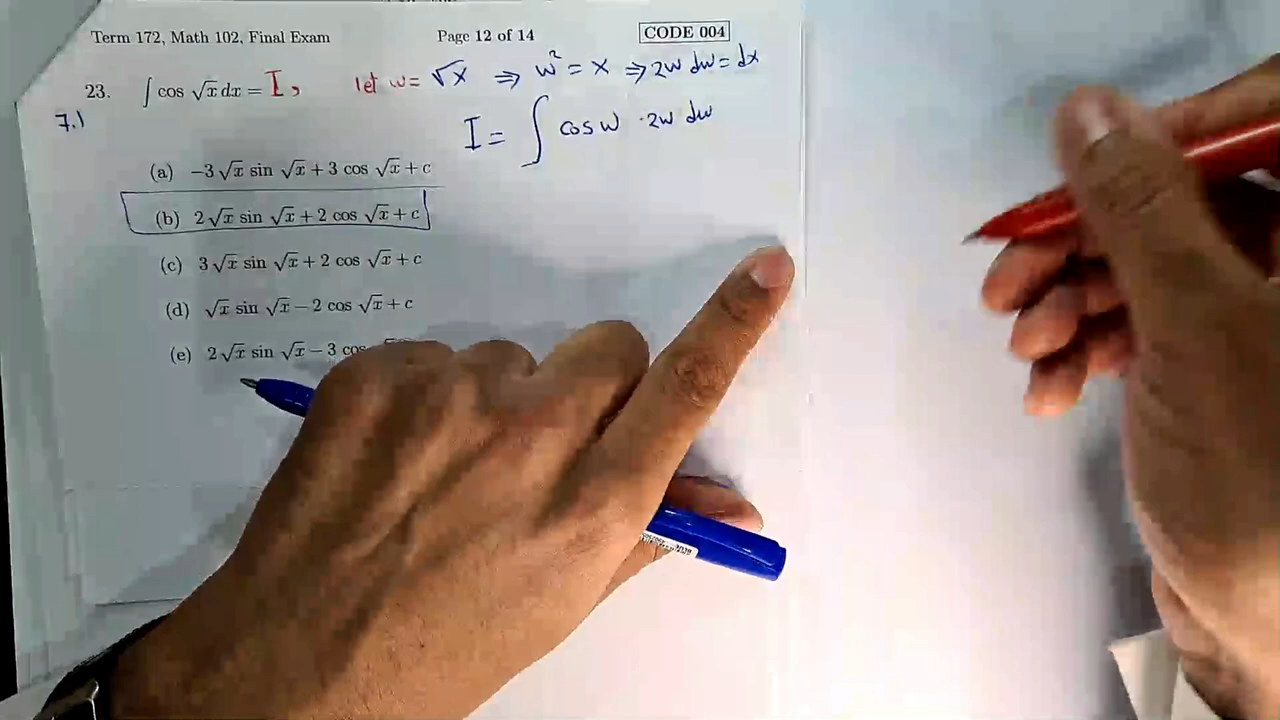 Term 172, Math 102, Final Exam Page 12 of 14 CODE 004
23. ∫ cos √x dx = I, let w = √x ⇒ w² = x ⇒ 2w dw = dx
7.1
I = ∫ cos w · 2w dw
(a) −3√x sin √x + 3 cos √x + c
(b) 2√x sin √x + 2 cos √x + c
(c) 3√x sin √x + 2 cos √x + c
(d) √x sin √x − 2 cos √x + c
(e) 2√x sin √x − 3 cos